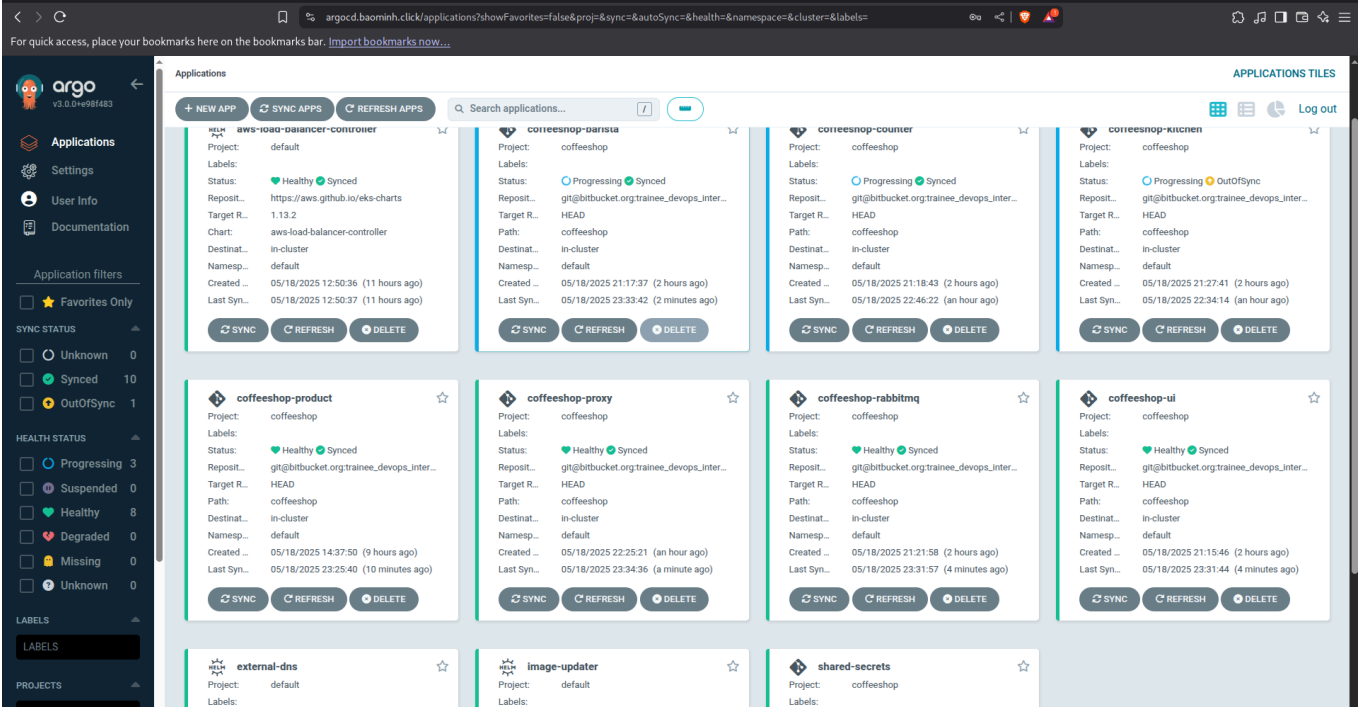 argocd.baominh.click/applications?showFavorites=false&proj=&sync=&autoSync=&health=&namespace=&cluster=&labels=
For quick access, place your bookmarks here on the bookmarks bar. Import bookmarks now...
argo
v3.0.0+e98f483
Applications
Settings
User Info
Documentation
Application filters
Favorites Only
SYNC STATUS
Unknown 0
Synced 10
OutOfSync 1
HEALTH STATUS
Progressing 3
Suspended 0
Healthy 8
Degraded 0
Missing 0
Unknown 0
LABELS
LABELS
PROJECTS
Applications
APPLICATIONS TILES
+ NEW APP
SYNC APPS
REFRESH APPS
Search applications...
/
Log out
HELM
aws-load-balancer-controller
Project: default
Labels:
Status: Healthy Synced
Reposit... https://aws.github.io/eks-charts
Target R... 1.13.2
Chart: aws-load-balancer-controller
Destinat... in-cluster
Namesp... default
Created ... 05/18/2025 12:50:36 (11 hours ago)
Last Syn... 05/18/2025 12:50:37 (11 hours ago)
SYNC REFRESH DELETE
coffeeshop-barista
Project: coffeeshop
Labels:
Status: Progressing Synced
Reposit... git@bitbucket.org:trainee_devops_inter...
Target R... HEAD
Path: coffeeshop
Destinat... in-cluster
Namesp... default
Created ... 05/18/2025 21:17:37 (2 hours ago)
Last Syn... 05/18/2025 23:33:42 (2 minutes ago)
SYNC REFRESH DELETE
coffeeshop-counter
Project: coffeeshop
Labels:
Status: Progressing Synced
Reposit... git@bitbucket.org:trainee_devops_inter...
Target R... HEAD
Path: coffeeshop
Destinat... in-cluster
Namesp... default
Created ... 05/18/2025 21:18:43 (2 hours ago)
Last Syn... 05/18/2025 22:46:22 (an hour ago)
SYNC REFRESH DELETE
coffeeshop-kitchen
Project: coffeeshop
Labels:
Status: Progressing OutOfSync
Reposit... git@bitbucket.org:trainee_devops_inter...
Target R... HEAD
Path: coffeeshop
Destinat... in-cluster
Namesp... default
Created ... 05/18/2025 21:27:41 (2 hours ago)
Last Syn... 05/18/2025 22:34:14 (an hour ago)
SYNC REFRESH DELETE
coffeeshop-product
Project: coffeeshop
Labels:
Status: Healthy Synced
Reposit... git@bitbucket.org:trainee_devops_inter...
Target R... HEAD
Path: coffeeshop
Destinat... in-cluster
Namesp... default
Created ... 05/18/2025 14:37:50 (9 hours ago)
Last Syn... 05/18/2025 23:25:40 (10 minutes ago)
SYNC REFRESH DELETE
coffeeshop-proxy
Project: coffeeshop
Labels:
Status: Healthy Synced
Reposit... git@bitbucket.org:trainee_devops_inter...
Target R... HEAD
Path: coffeeshop
Destinat... in-cluster
Namesp... default
Created ... 05/18/2025 22:25:21 (an hour ago)
Last Syn... 05/18/2025 23:34:36 (a minute ago)
SYNC REFRESH DELETE
coffeeshop-rabbitmq
Project: coffeeshop
Labels:
Status: Healthy Synced
Reposit... git@bitbucket.org:trainee_devops_inter...
Target R... HEAD
Path: coffeeshop
Destinat... in-cluster
Namesp... default
Created ... 05/18/2025 21:21:58 (2 hours ago)
Last Syn... 05/18/2025 23:31:57 (4 minutes ago)
SYNC REFRESH DELETE
coffeeshop-ui
Project: coffeeshop
Labels:
Status: Healthy Synced
Reposit... git@bitbucket.org:trainee_devops_inter...
Target R... HEAD
Path: coffeeshop
Destinat... in-cluster
Namesp... default
Created ... 05/18/2025 21:15:46 (2 hours ago)
Last Syn... 05/18/2025 23:31:44 (4 minutes ago)
SYNC REFRESH DELETE
HELM
external-dns
Project: default
Labels:
HELM
image-updater
Project: default
Labels:
shared-secrets
Project: coffeeshop
Labels: